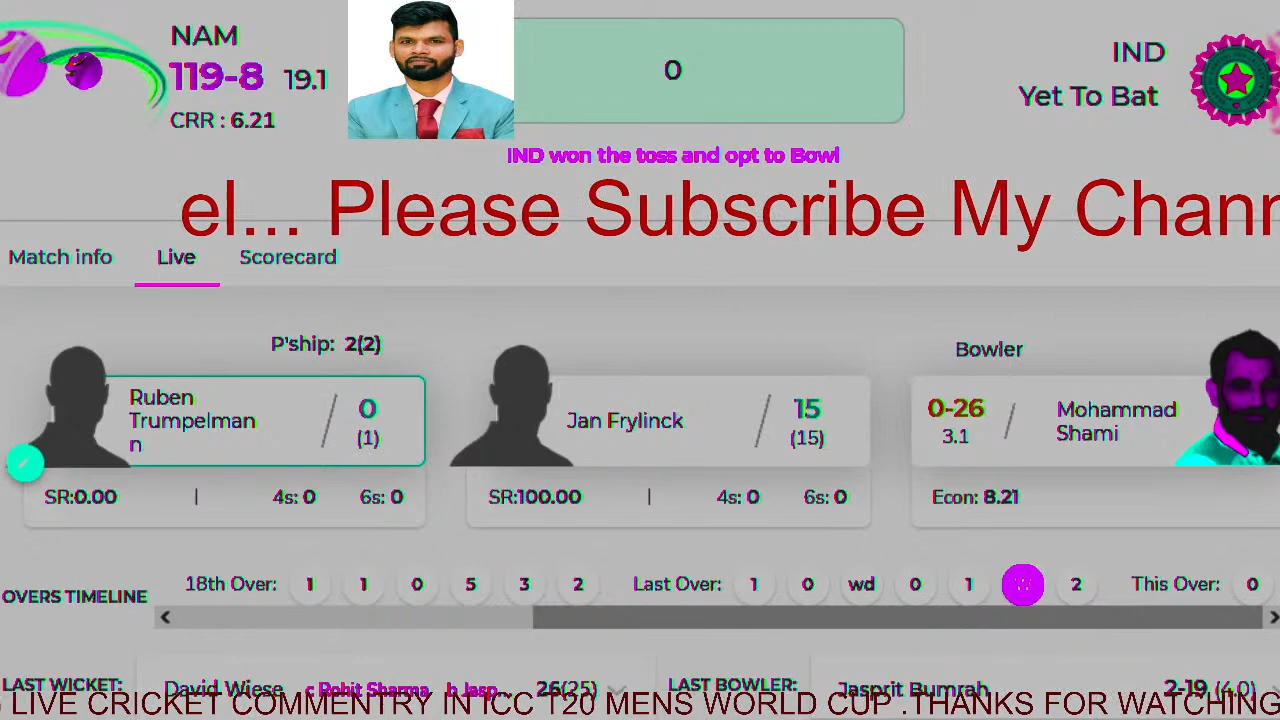 NAM
119-8 19.1
CRR : 6.21
0
IND
Yet To Bat
IND won the toss and opt to Bowl
el... Please Subscribe My Chann
Match info Live Scorecard
P'ship: 2(2)
Bowler
Ruben
Trumpelman
n
0
(1)
Jan Frylinck
15
(15)
0-26
3.1
Mohammad
Shami
SR:0.00 | 4s: 0 6s: 0
SR:100.00 | 4s: 0 6s: 0
Econ: 8.21
OVERS TIMELINE
18th Over: 1 1 0 5 3 2 Last Over: 1 0 wd 0 1 W 2 This Over: 0
LAST WICKET: David Wiese c Rohit Sharma b Jasp... 26(25) LAST BOWLER: Jasprit Bumrah 2-19 (4.0)
LIVE CRICKET COMMENTRY IN ICC T20 MENS WORLD CUP .THANKS FOR WATCHING